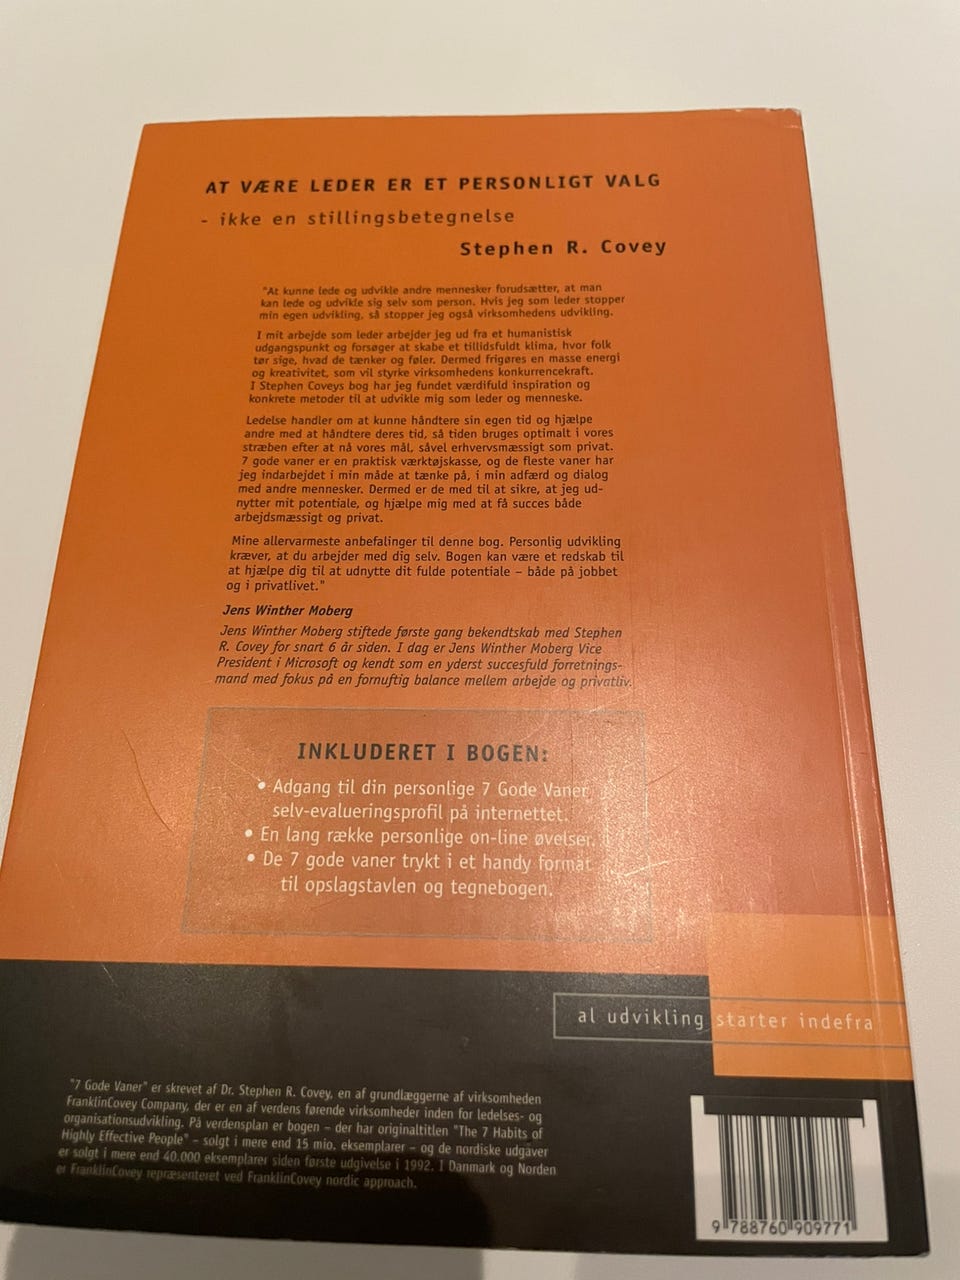 AT VÆRE LEDER ER ET PERSONLIGT VALG
- ikke en stillingsbetegnelse
Stephen R. Covey
"At kunne lede og udvikle andre mennesker forudsætter, at man
kan lede og udvikle sig selv som person. Hvis jeg som leder stopper
min egen udvikling, så stopper jeg også virksomhedens udvikling.
I mit arbejde som leder arbejder jeg ud fra et humanistisk
udgangspunkt og forsøger at skabe et tillidsfuldt klima, hvor folk
tør sige, hvad de tænker og føler. Dermed frigøres en masse energi
og kreativitet, som vil styrke virksomhedens konkurrencekraft.
I Stephen Coveys bog har jeg fundet værdifuld inspiration og
konkrete metoder til at udvikle mig som leder og menneske.
Ledelse handler om at kunne håndtere sin egen tid og hjælpe
andre med at håndtere deres tid, så tiden bruges optimalt i vores
stræben efter at nå vores mål, såvel erhvervsmæssigt som privat.
7 gode vaner er en praktisk værktøjskasse, og de fleste vaner har
jeg indarbejdet i min måde at tænke på, i min adfærd og dialog
med andre mennesker. Dermed er de med til at sikre, at jeg ud-
nytter mit potentiale, og hjælpe mig med at få succes både
arbejdsmæssigt og privat.
Mine allervarmeste anbefalinger til denne bog. Personlig udvikling
kræver, at du arbejder med dig selv. Bogen kan være et redskab til
at hjælpe dig til at udnytte dit fulde potentiale – både på jobbet
og i privatlivet."
Jens Winther Moberg
Jens Winther Moberg stiftede første gang bekendtskab med Stephen
R. Covey for snart 6 år siden. I dag er Jens Winther Moberg Vice
President i Microsoft og kendt som en yderst succesfuld forretnings-
mand med fokus på en fornuftig balance mellem arbejde og privatliv.
INKLUDERET I BOGEN:
• Adgang til din personlige 7 Gode Vaner
selv-evalueringsprofil på internettet.
• En lang række personlige on-line øvelser.
• De 7 gode vaner trykt i et handy format
til opslagstavlen og tegnebogen.
al udvikling starter indefra
"7 Gode Vaner" er skrevet af Dr. Stephen R. Covey, en af grundlæggerne af virksomheden
FranklinCovey Company, der er en af verdens førende virksomheder inden for ledelses- og
organisationsudvikling. På verdensplan er bogen – der har originaltitlen "The 7 Habits of
Highly Effective People" – solgt i mere end 15 mio. eksemplarer – og de nordiske udgaver
er solgt i mere end 40.000 eksemplarer siden første udgivelse i 1992. I Danmark og Norden
er FranklinCovey repræsenteret ved FranklinCovey nordic approach.
9 788760 909771